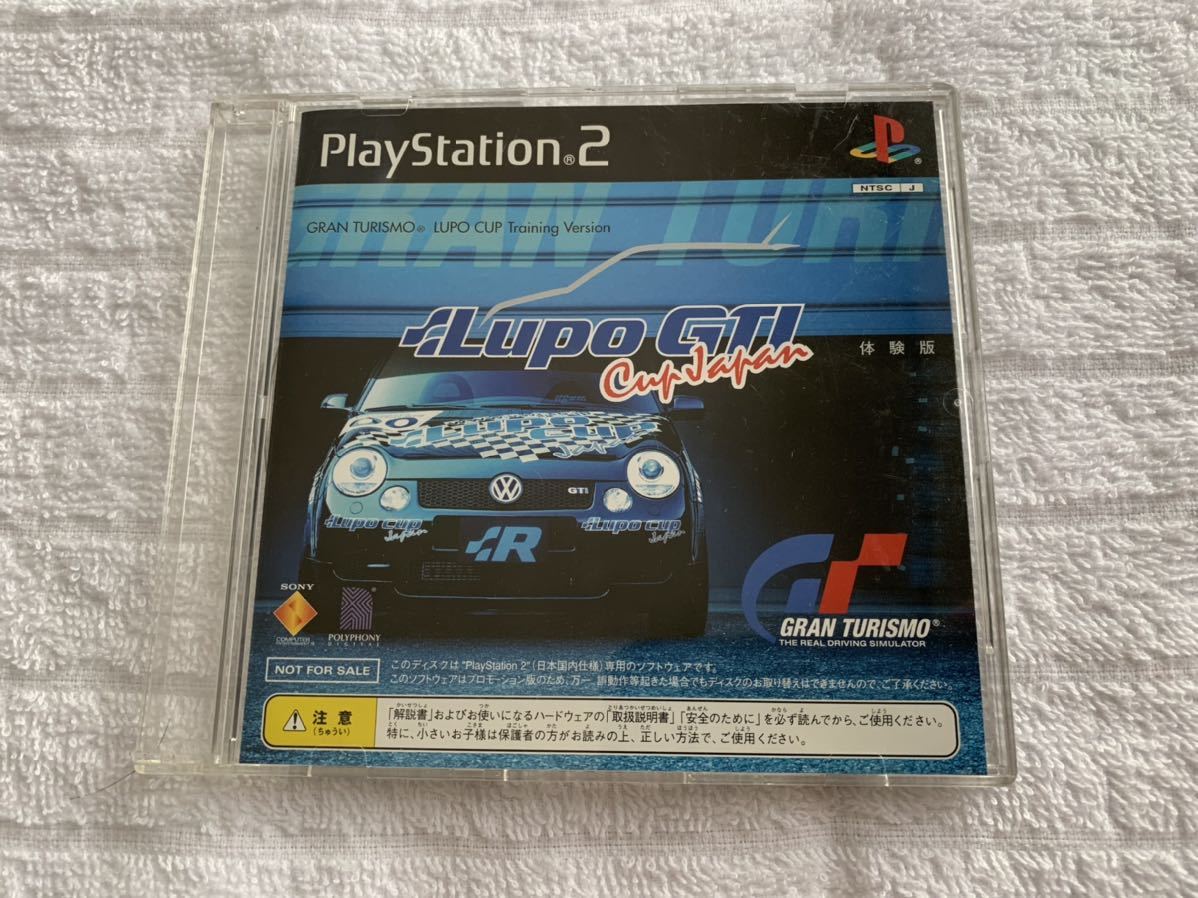 PlayStation®2
®
NTSC J
GRAN TURI
GRAN TURISMO® LUPO CUP Training Version
Lupo GTI
Cup Japan
体験版
Lupo Cup
Japan
VW
GTI
Lupo Cup
Japan
Lupo Cup
Japan
R
SONY
COMPUTER
ENTERTAINMENT
POLYPHONY
DIGITAL
®
GT
GRAN TURISMO®
THE REAL DRIVING SIMULATOR
NOT FOR SALE
このディスクは "PlayStation 2"(日本国内仕様)専用のソフトウェアです。
このソフトウェアはプロモーション版のため、万一、誤動作等起きた場合でもディスクのお取り替えはできませんので、ご了承ください。
注意
(ちゅうい)
「解説書」およびお使いになるハードウェアの「取扱説明書」「安全のために」を必ず読んでから、ご使用ください。
特に、小さいお子様は保護者の方がお読みの上、正しい方法で、ご使用ください。